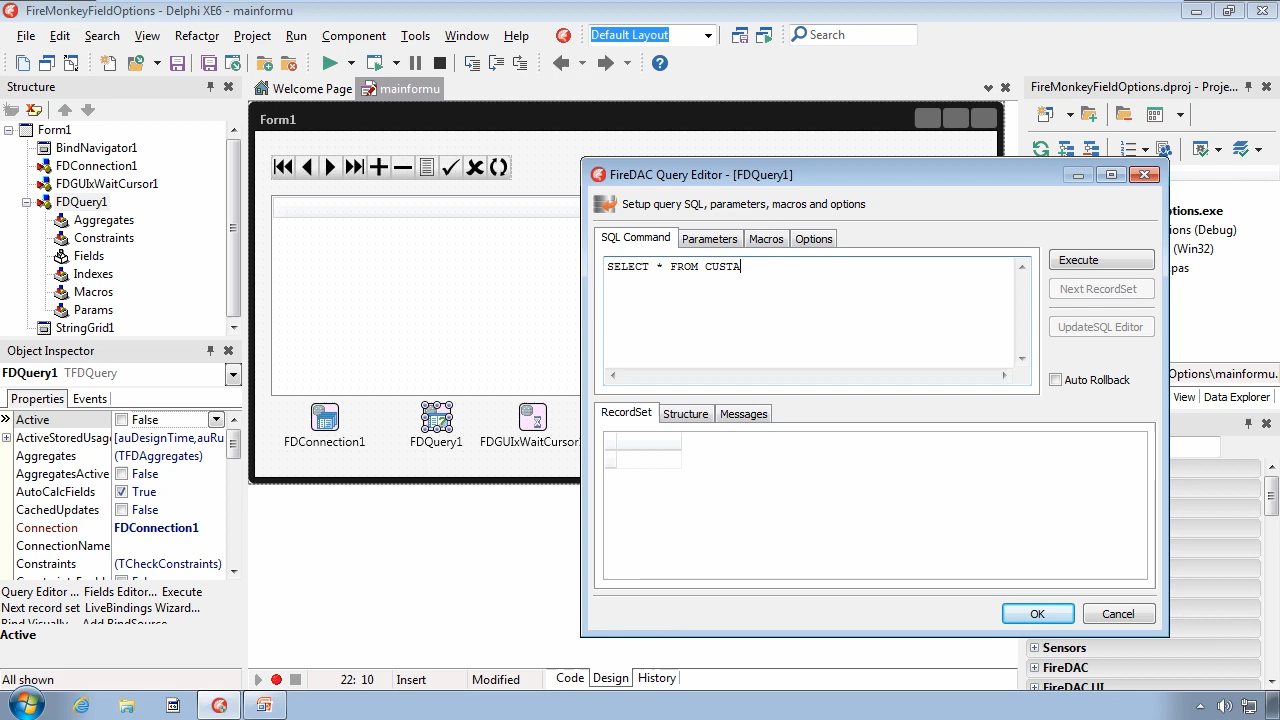 FireMonkeyFieldOptions - Delphi XE6 - mainformu
File Edit Search View Refactor Project Run Component Tools Window Help
Default Layout
Search
Structure
Form1
BindNavigator1
FDConnection1
FDGUIxWaitCursor1
FDQuery1
Aggregates
Constraints
Fields
Indexes
Macros
Params
StringGrid1
Object Inspector
FDQuery1 TFDQuery
Properties Events
Active False
ActiveStoredUsage [auDesignTime,auRu
Aggregates (TFDAggregates)
AggregatesActive False
AutoCalcFields True
CachedUpdates False
Connection FDConnection1
ConnectionName
Constraints (TCheckConstraints)
Query Editor ... Fields Editor... Execute
Next record set LiveBindings Wizard...
Active
All shown
Welcome Page mainformu
Form1
FDConnection1 FDQuery1 FDGUIxWaitCursor
22: 10 Insert Modified Code Design History
FireDAC Query Editor - [FDQuery1]
Setup query SQL, parameters, macros and options
SQL Command Parameters Macros Options
SELECT * FROM CUSTA
Execute
Next RecordSet
UpdateSQL Editor
Auto Rollback
RecordSet Structure Messages
OK Cancel
FireMonkeyFieldOptions.dproj - Proje...
ptions.exe
ions (Debug)
(Win32)
pas
Options\mainformu.
View Data Explorer
Sensors
FireDAC
FireDAC UI